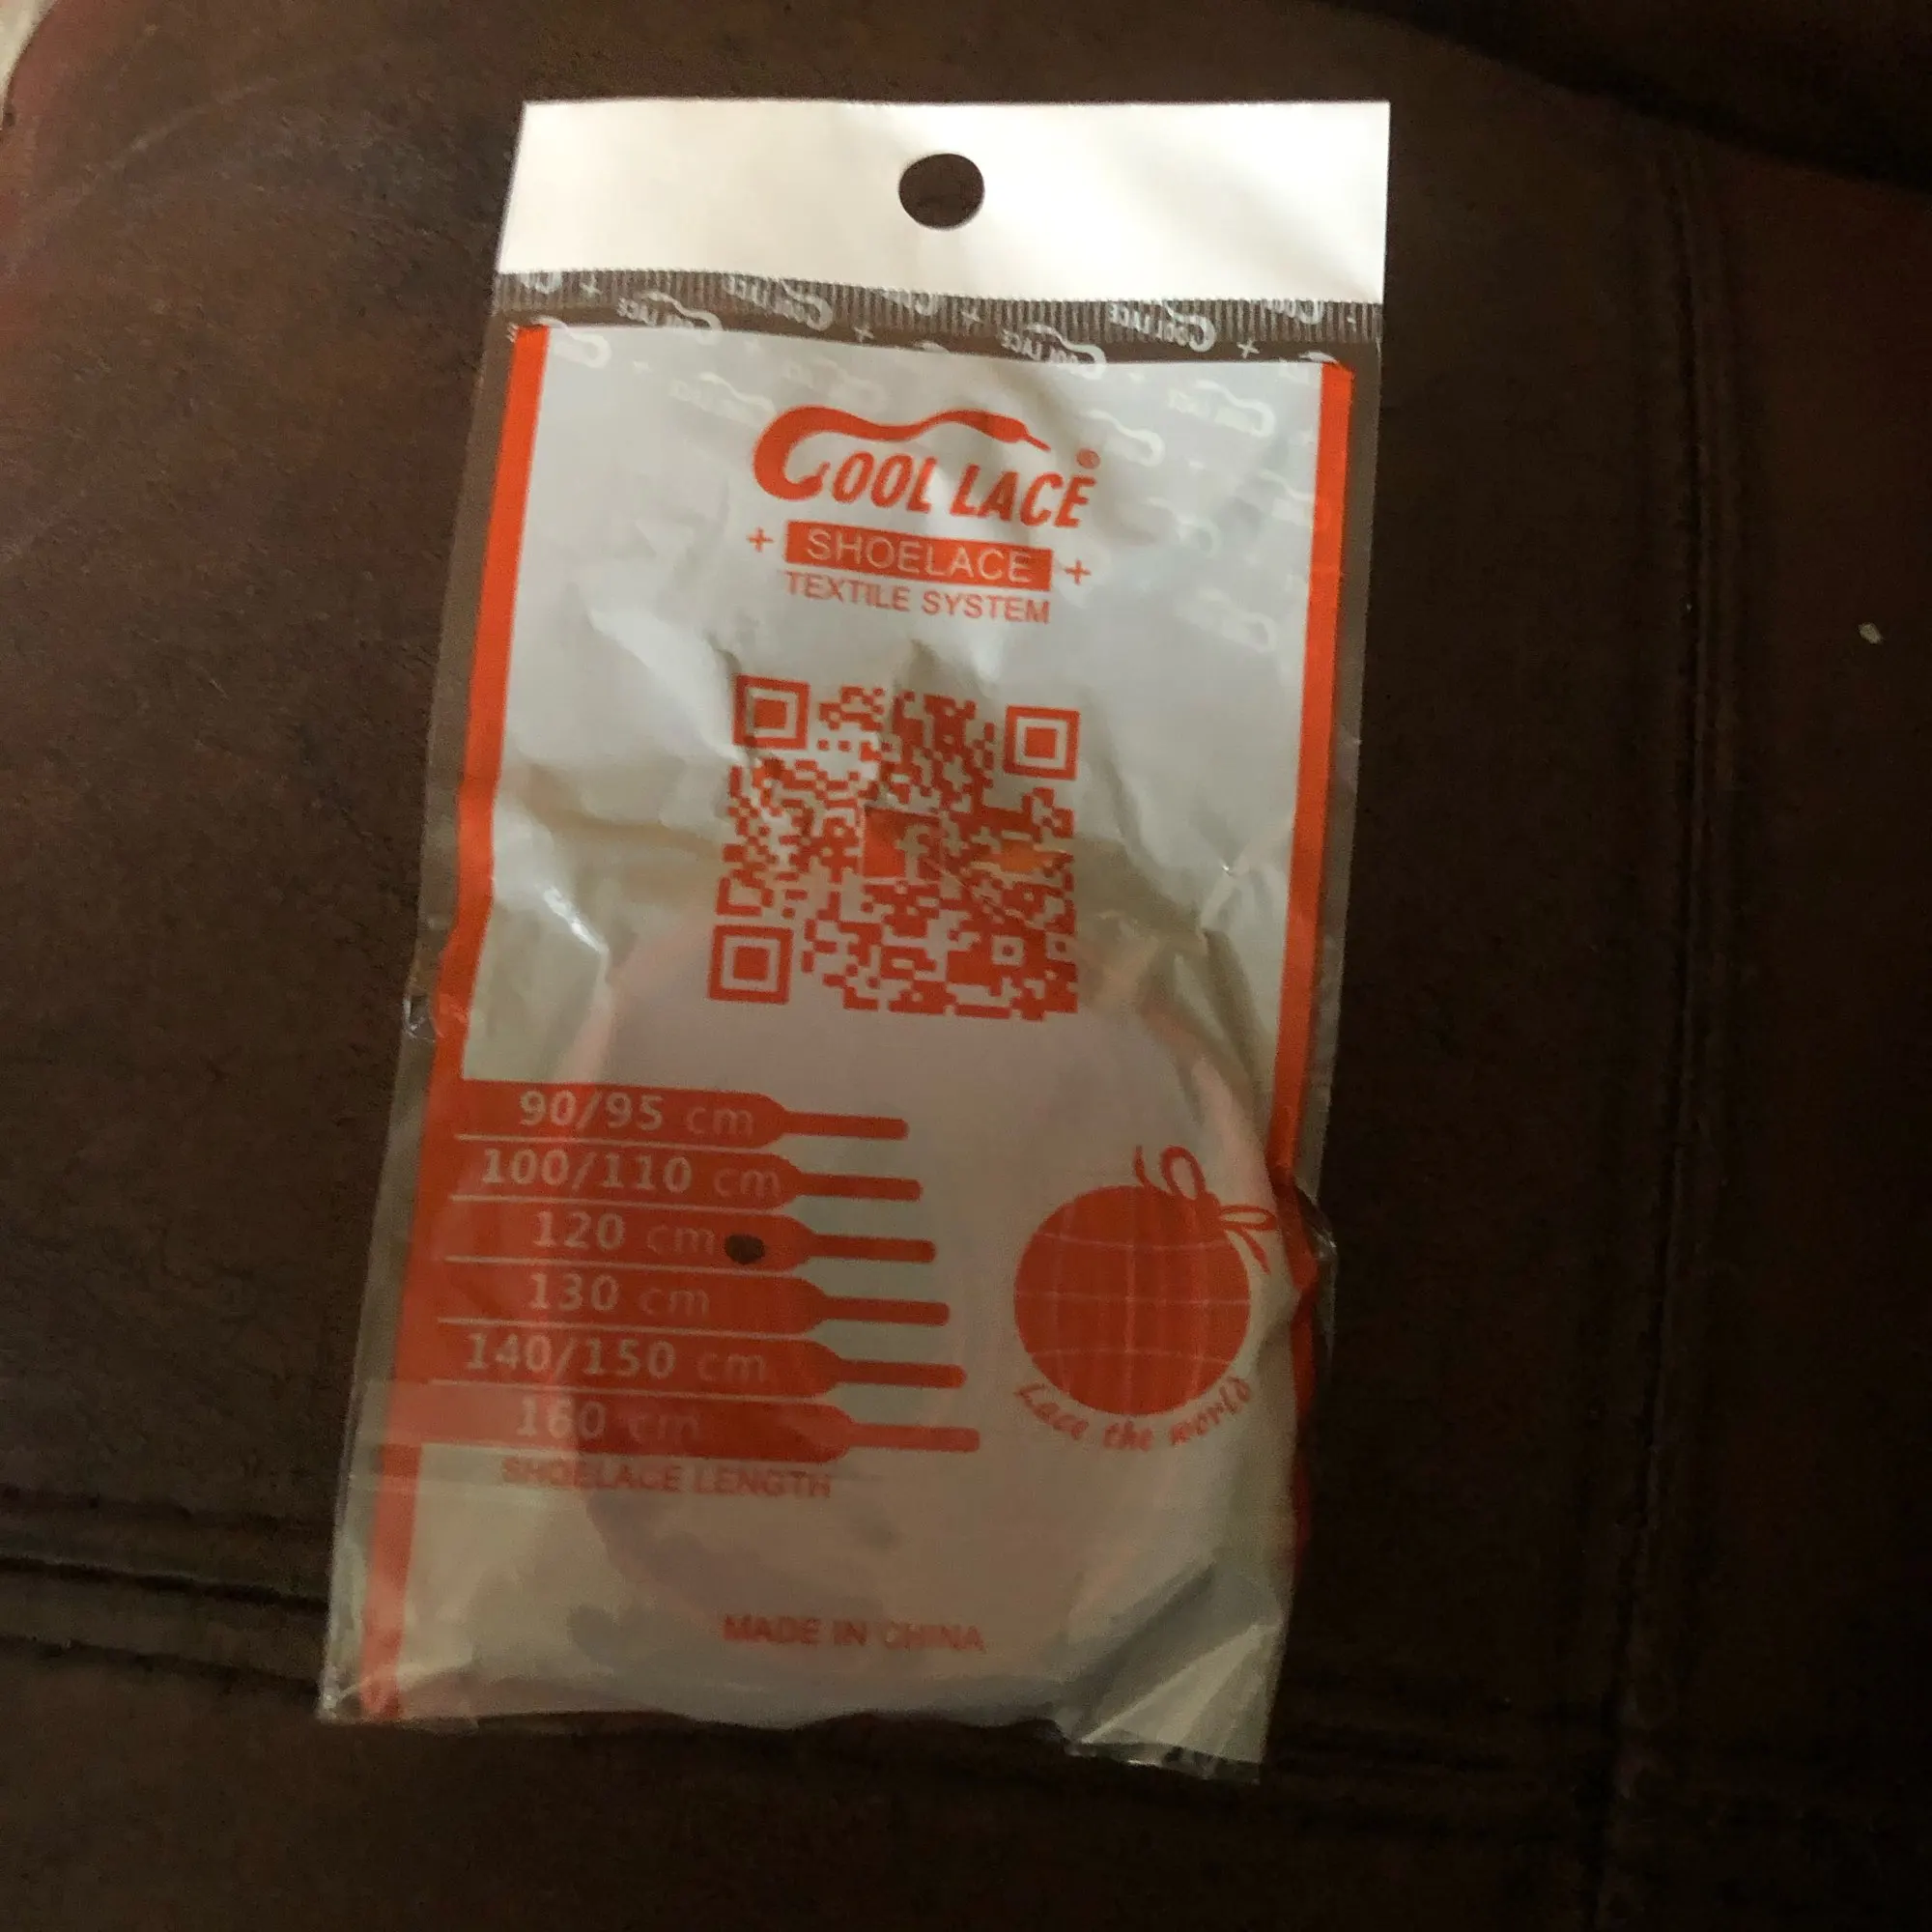 COOL LACE®
+ SHOELACE +
TEXTILE SYSTEM
f
90/95 cm
100/110 cm
120 cm
130 cm
140/150 cm
160 cm
SHOELACE LENGTH
Lace the world
MADE IN CHINA